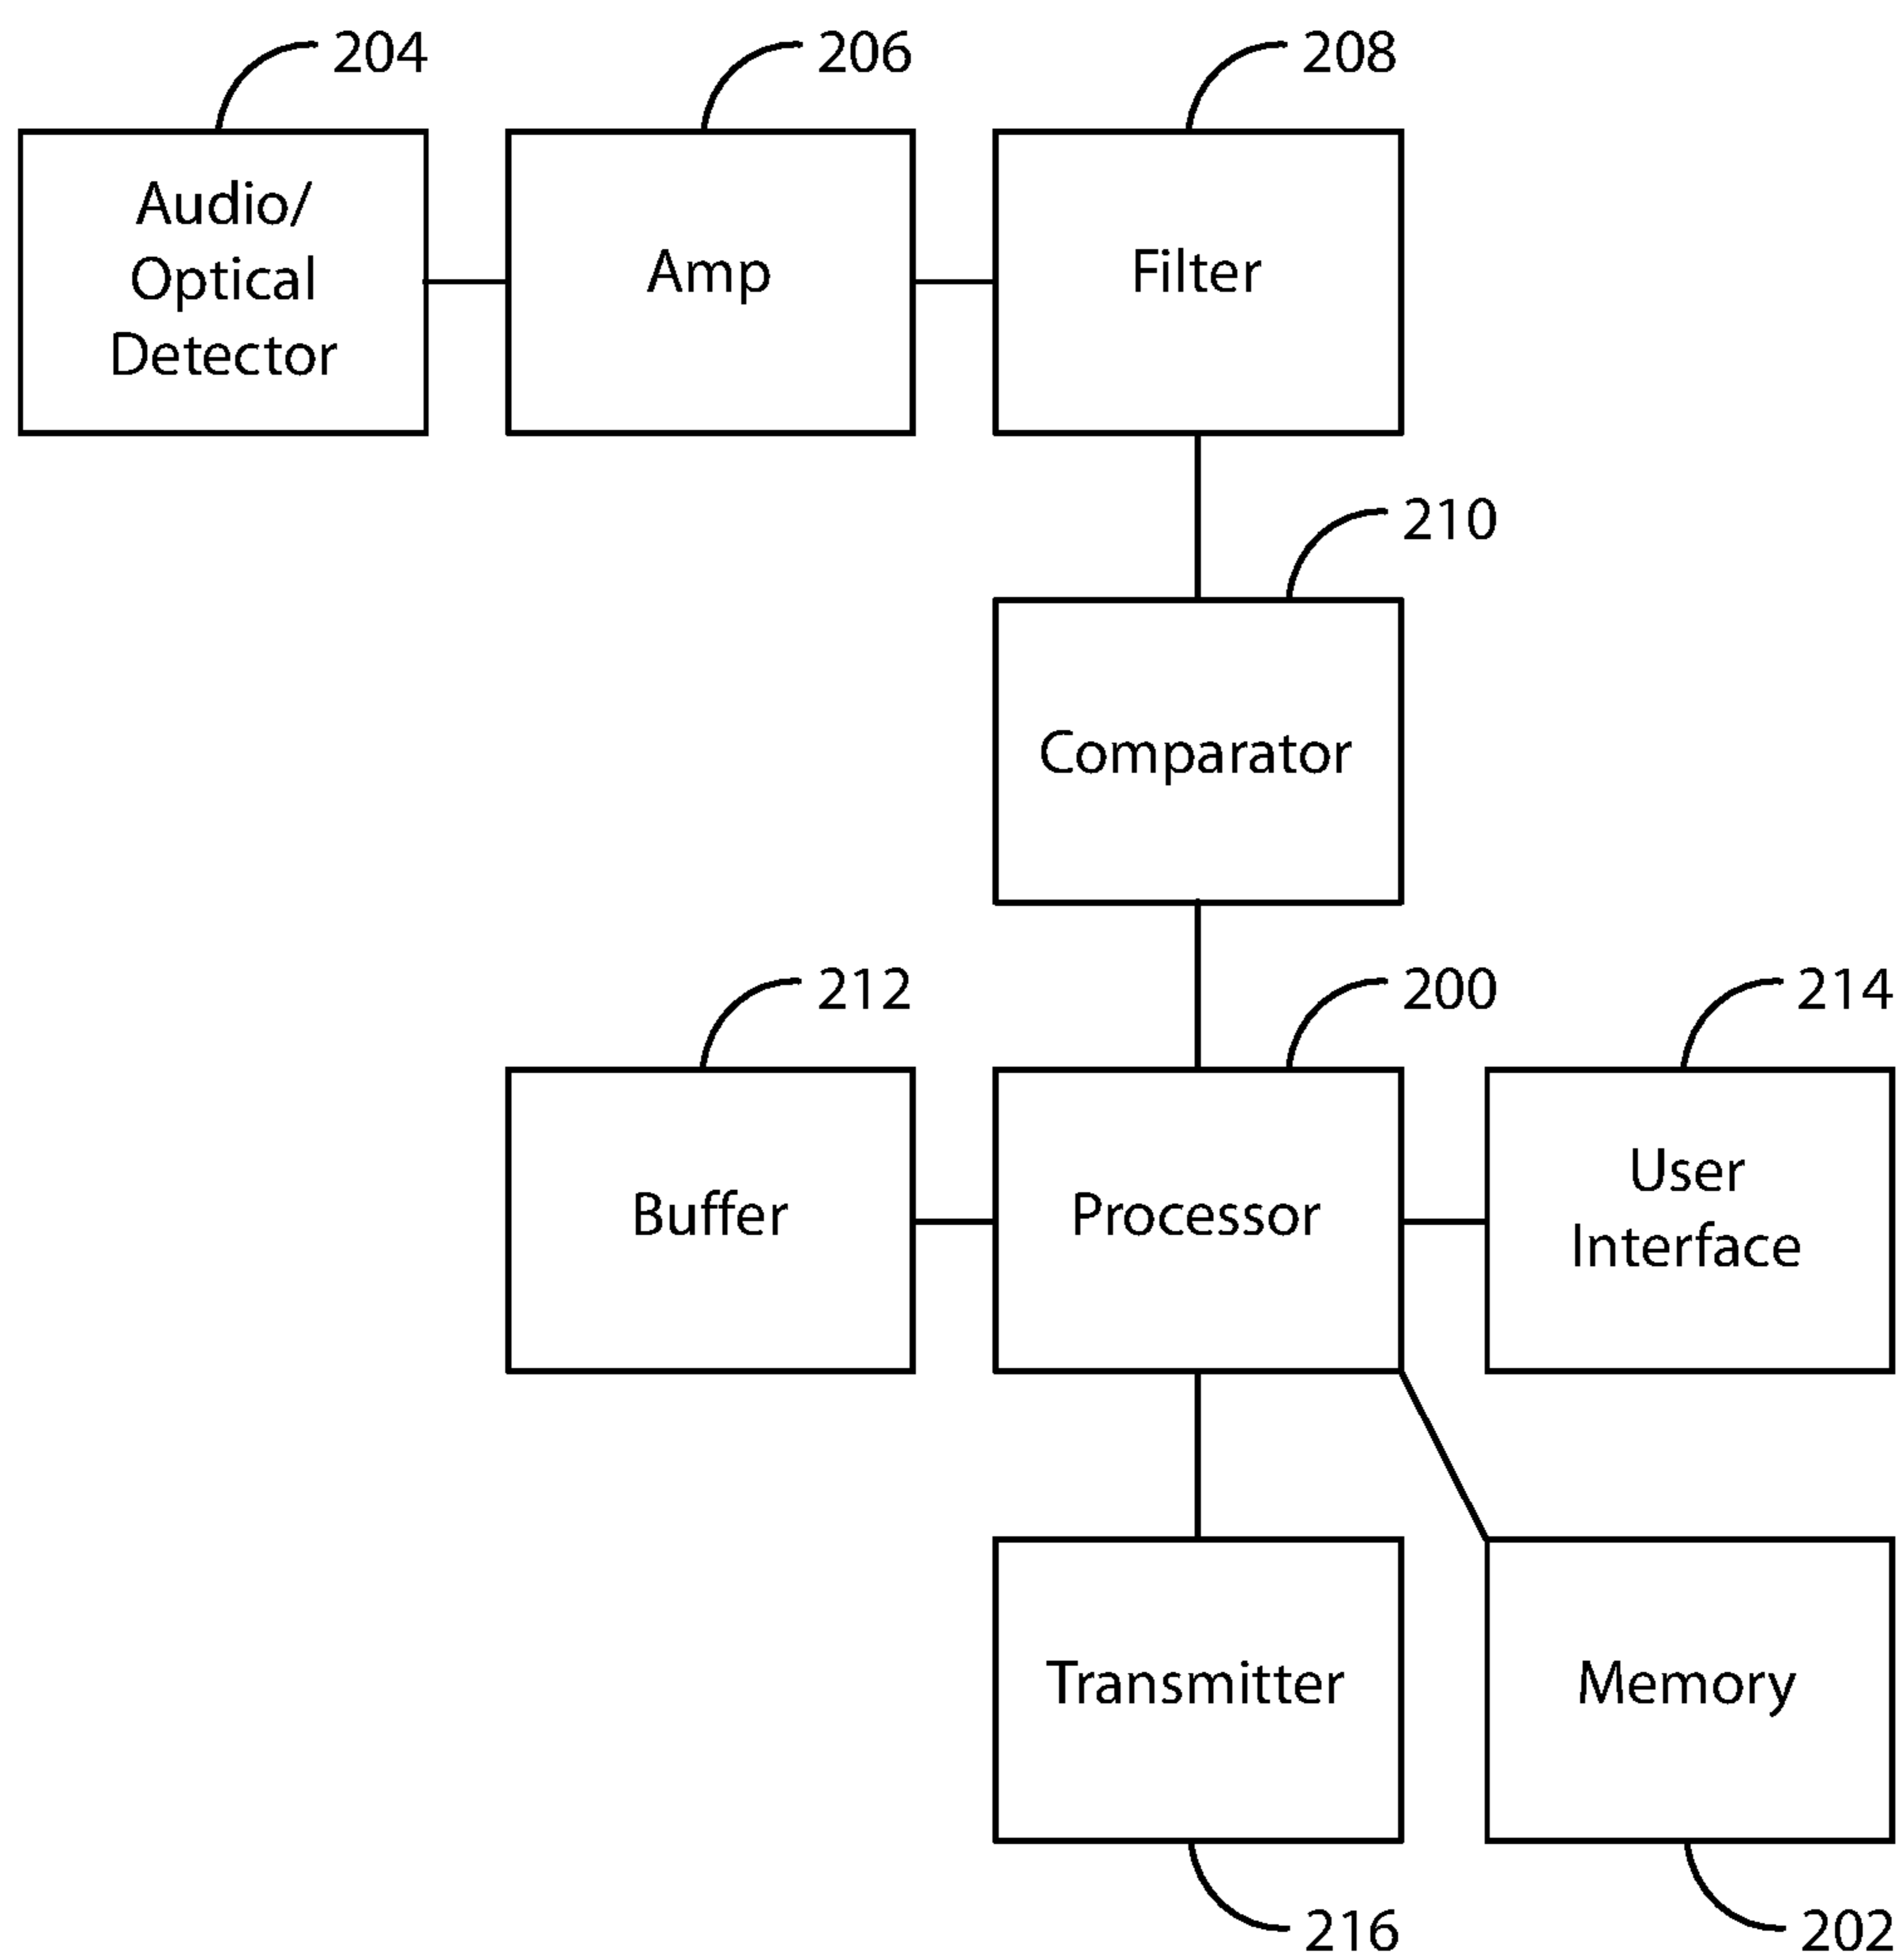 204
206
208
Audio/
Optical
Detector
Amp
Filter
210
Comparator
212
200
214
Buffer
Processor
User
Interface
Transmitter
Memory
216
202